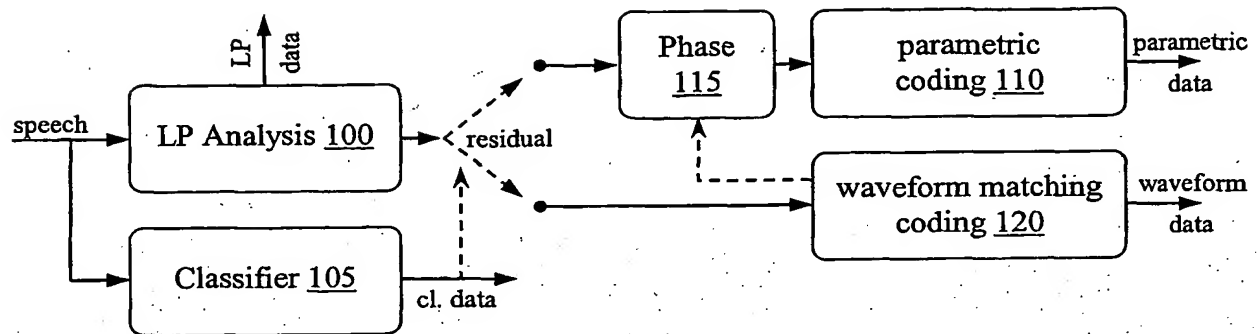 LP
data
speech
LP Analysis 100
residual
Phase
115
parametric
coding 110
parametric
data
waveform matching
coding 120
waveform
data
Classifier 105
cl. data